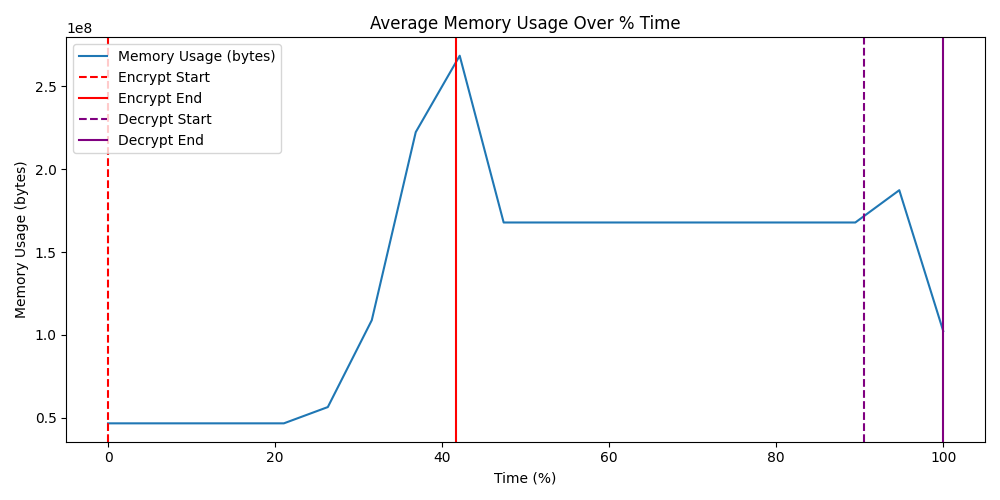 Average Memory Usage Over % Time
1e8
Memory Usage (bytes)
Encrypt Start
Encrypt End
Decrypt Start
Decrypt End
2.5
2.0
1.5
1.0
0.5
Memory Usage (bytes)
0 20 40 60 80 100
Time (%)